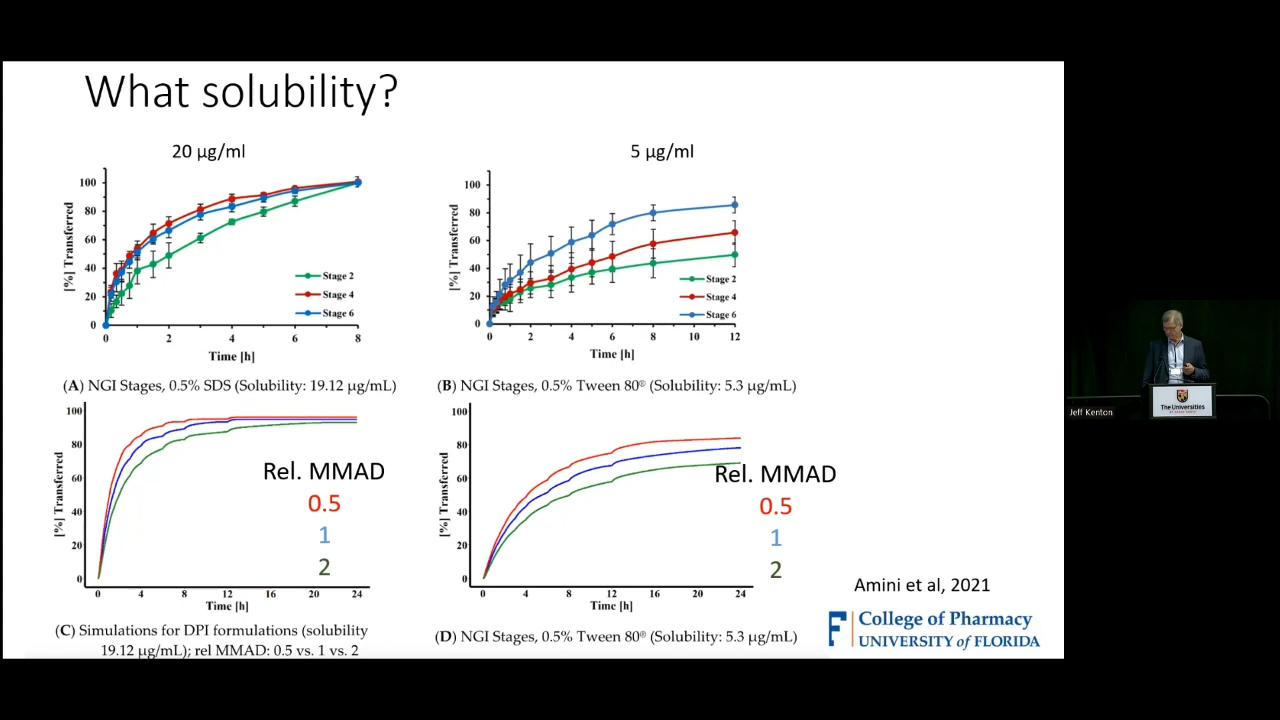 What solubility?
20 µg/ml
5 µg/ml
[%] Transferred
100
80
60
40
20
0
Stage 2
Stage 4
Stage 6
0
2
4
6
8
Time [h]
(A) NGI Stages, 0.5% SDS (Solubility: 19.12 µg/mL)
[%] Transferred
100
80
60
40
20
0
Stage 2
Stage 4
Stage 6
0
2
4
6
8
10
12
Time [h]
(B) NGI Stages, 0.5% Tween 80® (Solubility: 5.3 µg/mL)
[%] Transferred
100
80
60
40
20
0
Rel. MMAD
0.5
1
2
0
4
8
12
16
20
24
Time [h]
(C) Simulations for DPI formulations (solubility
19.12 µg/mL); rel MMAD: 0.5 vs. 1 vs. 2
[%] Transferred
100
80
60
40
20
0
Rel. MMAD
0.5
1
2
0
4
8
12
16
20
24
Time [h]
(D) NGI Stages, 0.5% Tween 80® (Solubility: 5.3 µg/mL)
Amini et al, 2021
College of Pharmacy
UNIVERSITY of FLORIDA
The Universities
Jeff Kenton